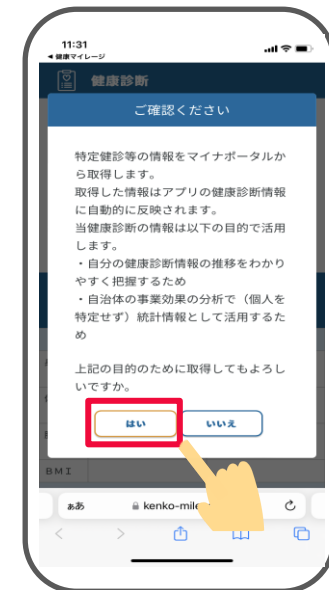 11:31
◀ 健康マイレージ
健康診断
ご確認ください
特定健診等の情報をマイナポータルか
ら取得します。
取得した情報はアプリの健康診断情報
に自動的に反映されます。
当健康診断の情報は以下の目的で活用
します。
・自分の健康診断情報の推移をわかり
やすく把握するため
・自治体の事業効果の分析で（個人を
特定せず）統計情報として活用するた
め
上記の目的のために取得してもよろし
いですか。
はい
いいえ
BMI
ぁあ
kenko-mile